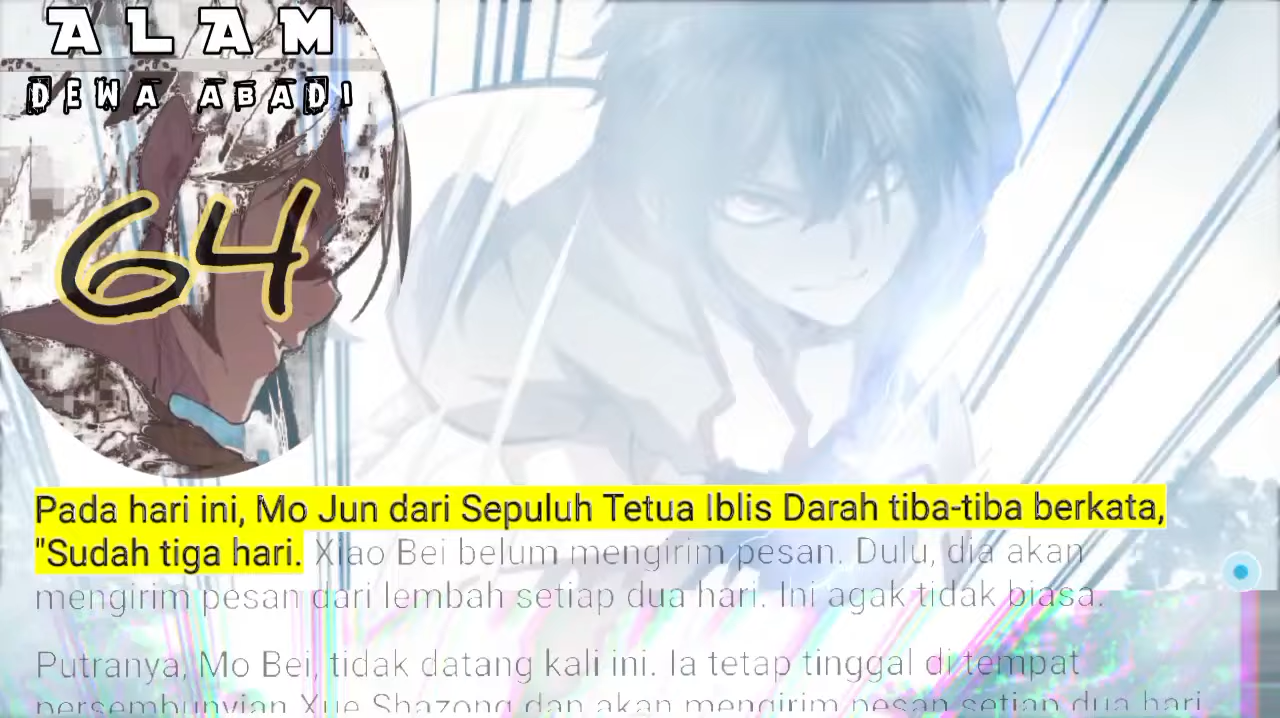 ALAM
DEWA ABADI
64
Pada hari ini, Mo Jun dari Sepuluh Tetua Iblis Darah tiba-tiba berkata,
"Sudah tiga hari. Xiao Bei belum mengirim pesan. Dulu, dia akan
mengirim pesan dari lembah setiap dua hari. Ini agak tidak biasa.
Putranya, Mo Bei, tidak datang kali ini. Ia tetap tinggal di tempat
persembunyian Xue Shazong dan akan mengirim pesan setiap dua hari